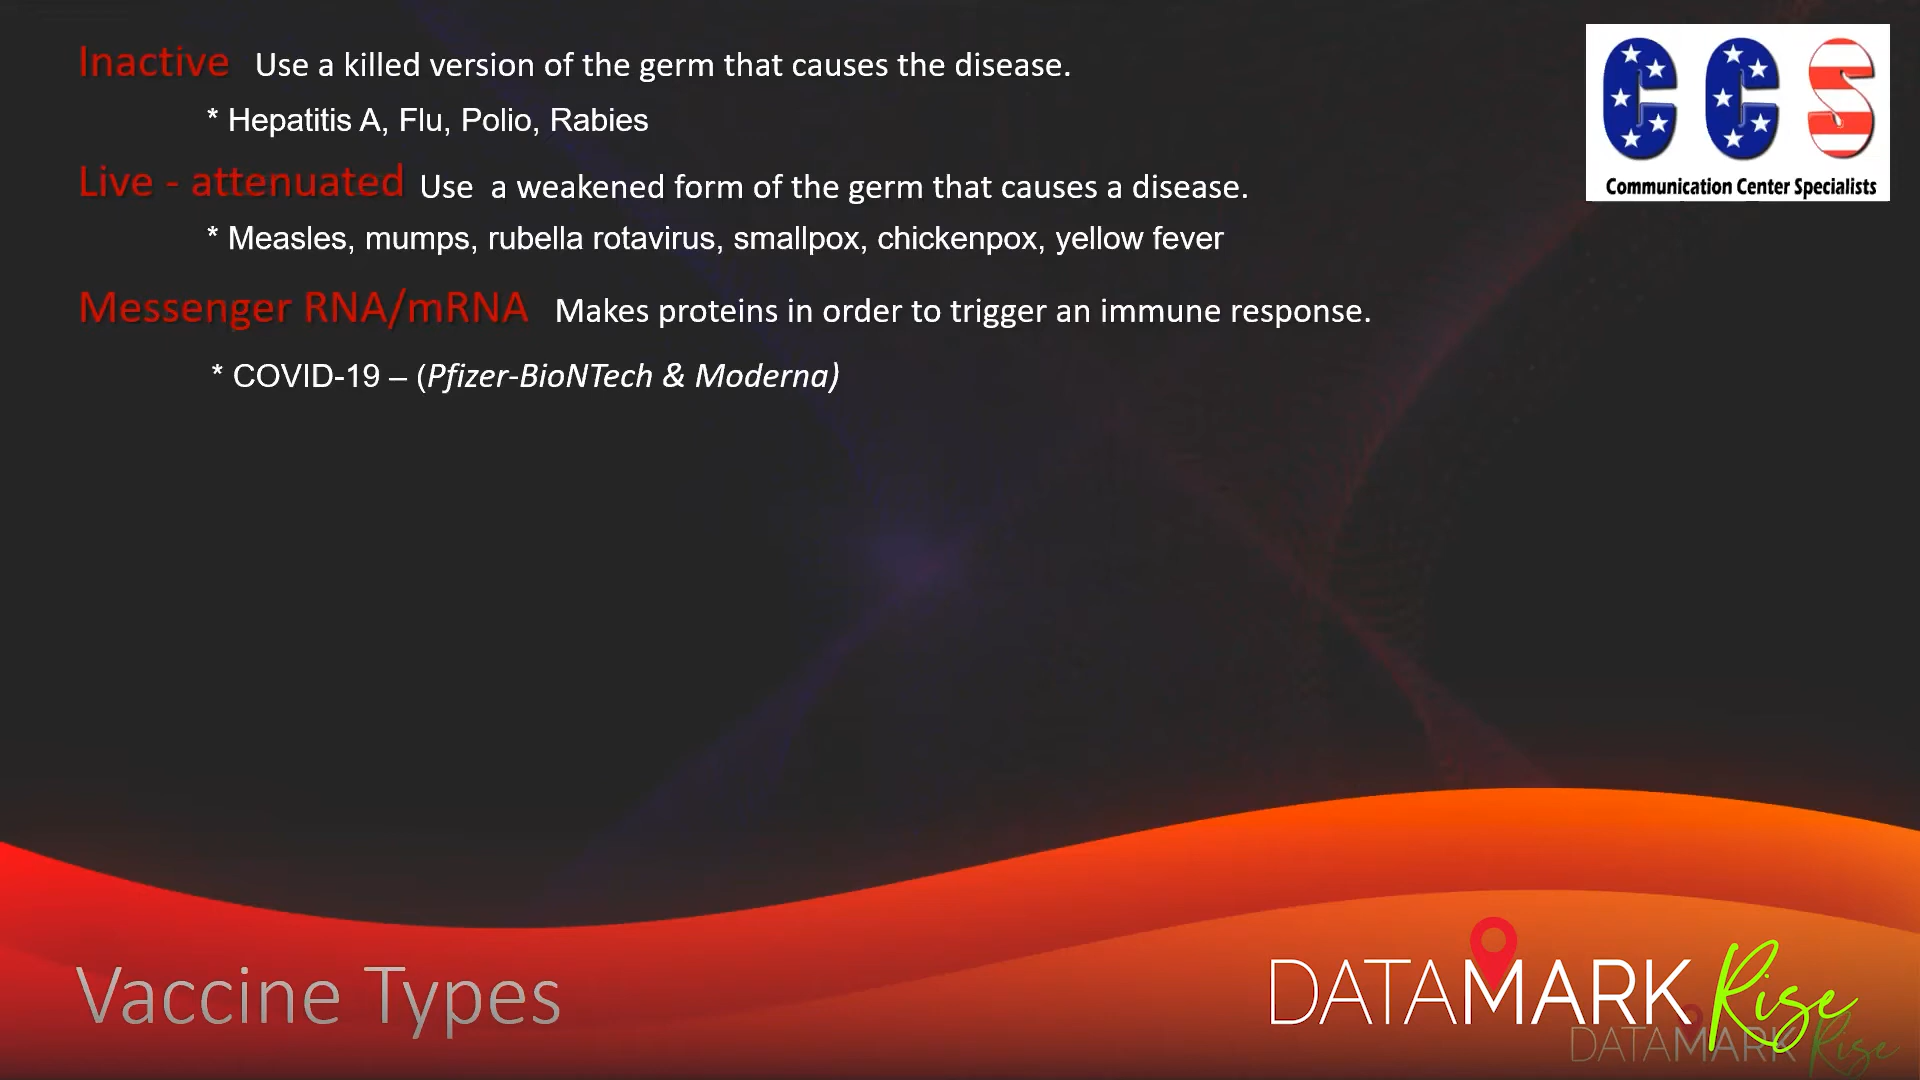 Inactive Use a killed version of the germ that causes the disease.
* Hepatitis A, Flu, Polio, Rabies
Live - attenuated Use a weakened form of the germ that causes a disease.
* Measles, mumps, rubella rotavirus, smallpox, chickenpox, yellow fever
Messenger RNA/mRNA Makes proteins in order to trigger an immune response.
* COVID-19 – (Pfizer-BioNTech & Moderna)
CCS
Communication Center Specialists
Vaccine Types
DATAMARK Rise
DATAMARK Rise